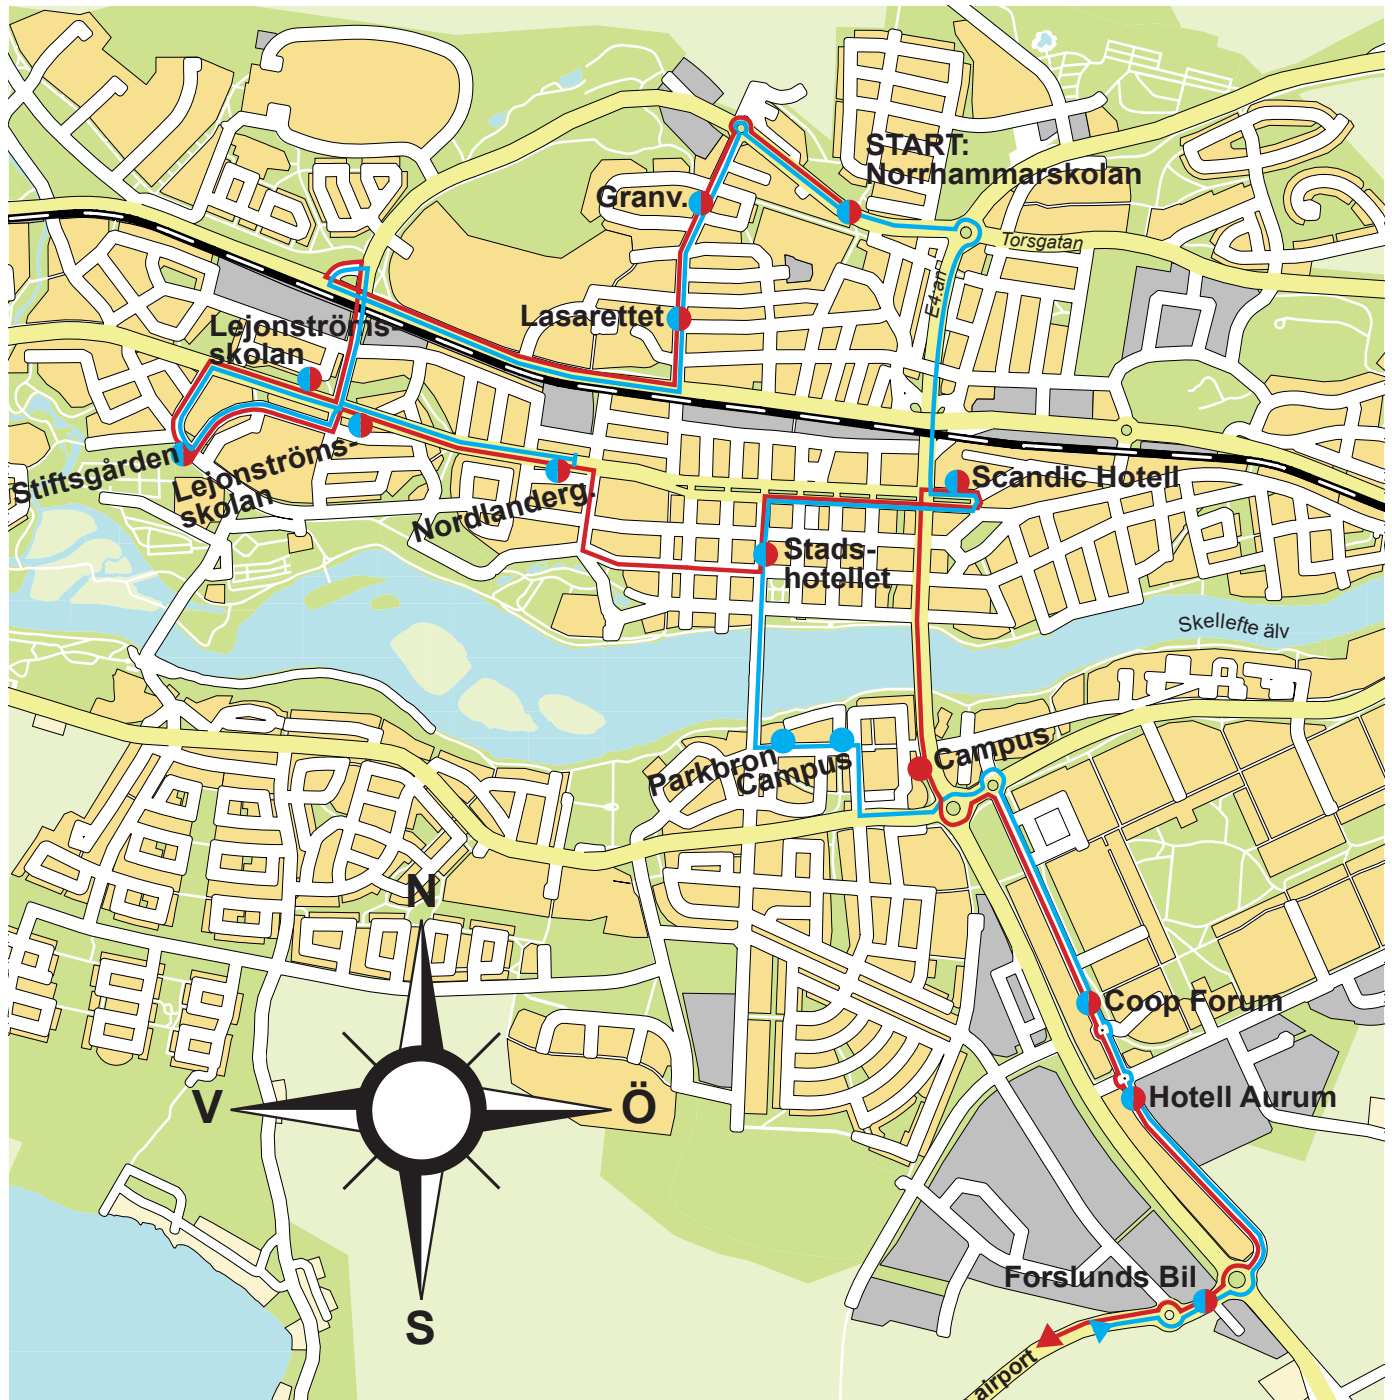 START:
Norrhammarskolan
Granv.
Torsgatan
E4:an
Lasarettet
Lejonströms-
skolan
Stiftsgården
Lejonströms-
skolan
Nordlanderg.
Scandic Hotell
Stads-
hotellet
Skellefte älv
Parkbron
Campus
Campus
N
V
Ö
S
Coop Forum
Hotell Aurum
Forslunds Bil
airport